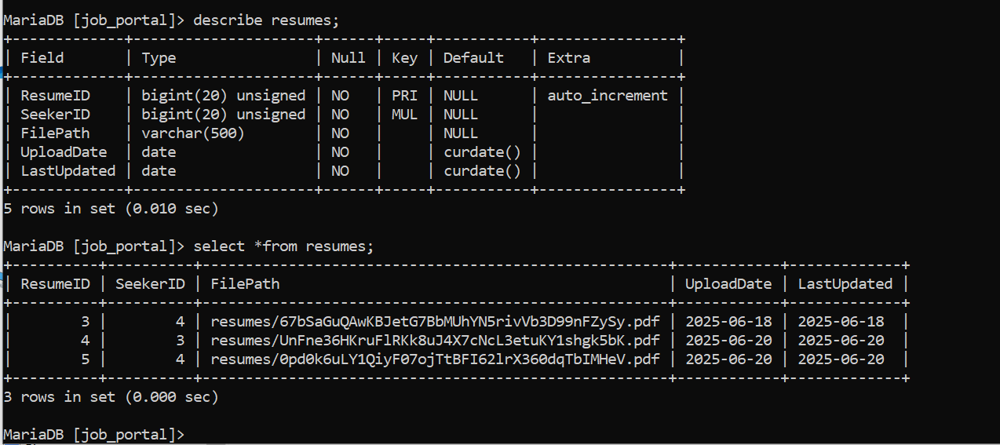 MariaDB [job_portal]> describe resumes;
+-------------+---------------------+------+-----+-----------+----------------+
| Field       | Type                | Null | Key | Default   | Extra          |
+-------------+---------------------+------+-----+-----------+----------------+
| ResumeID    | bigint(20) unsigned | NO   | PRI | NULL      | auto_increment |
| SeekerID    | bigint(20) unsigned | NO   | MUL | NULL      |                |
| FilePath    | varchar(500)        | NO   |     | NULL      |                |
| UploadDate  | date                | NO   |     | curdate() |                |
| LastUpdated | date                | NO   |     | curdate() |                |
+-------------+---------------------+------+-----+-----------+----------------+
5 rows in set (0.010 sec)

MariaDB [job_portal]> select *from resumes;
+----------+----------+------------------------------------------------------+------------+-------------+
| ResumeID | SeekerID | FilePath                                             | UploadDate | LastUpdated |
+----------+----------+------------------------------------------------------+------------+-------------+
|        3 |        4 | resumes/67bSaGuQAwKBJetG7BbMUhYN5rivVb3D99nFZySy.pdf | 2025-06-18 | 2025-06-18  |
|        4 |        3 | resumes/UnFne36HKruFlRKk8uJ4X7cNcL3etuKY1shgk5bK.pdf | 2025-06-20 | 2025-06-20  |
|        5 |        4 | resumes/0pd0k6uLY1QiyF07ojTtBFI62lrX360dqTbIMHeV.pdf | 2025-06-20 | 2025-06-20  |
+----------+----------+------------------------------------------------------+------------+-------------+
3 rows in set (0.000 sec)

MariaDB [job_portal]>